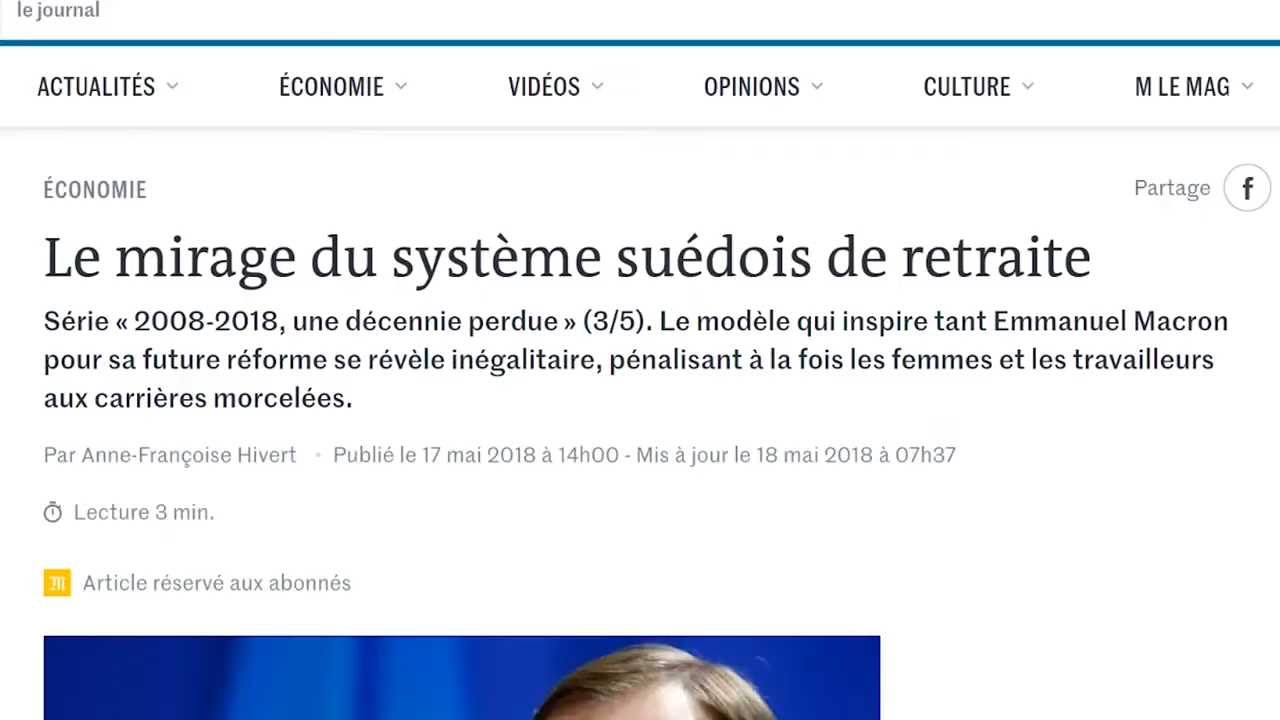 le journal
ACTUALITÉS ÉCONOMIE VIDÉOS OPINIONS CULTURE M LE MAG
ÉCONOMIE
Partage
Le mirage du système suédois de retraite
Série « 2008-2018, une décennie perdue » (3/5). Le modèle qui inspire tant Emmanuel Macron
pour sa future réforme se révèle inégalitaire, pénalisant à la fois les femmes et les travailleurs
aux carrières morcelées.
Par Anne-Françoise Hivert • Publié le 17 mai 2018 à 14h00 - Mis à jour le 18 mai 2018 à 07h37
Lecture 3 min.
Article réservé aux abonnés